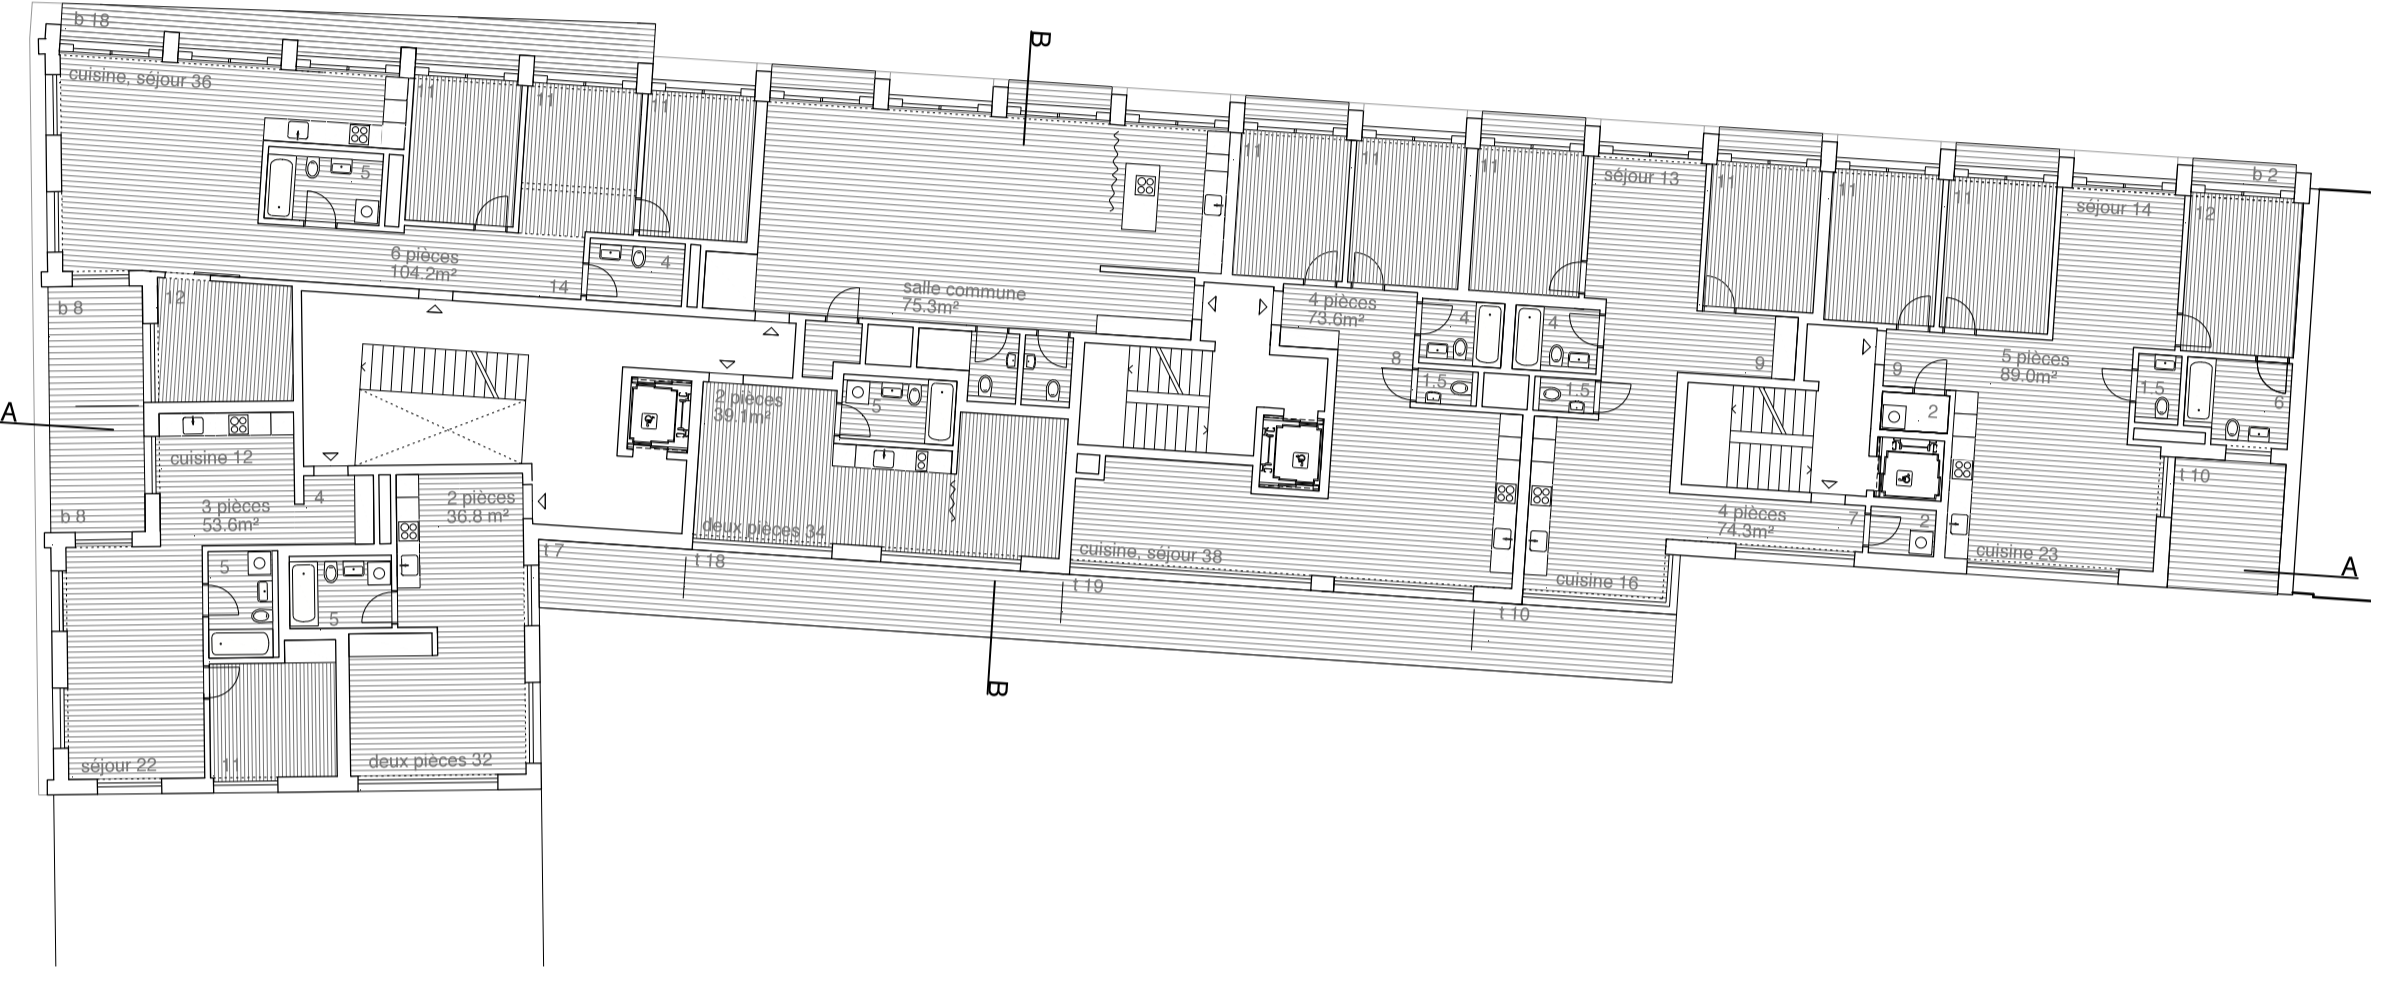 b 18
B
cuisine, séjour 36
11
11
11
5
11
11
11
séjour 13
11
11
11
séjour 14
12
b 2
6 pièces
104.2m²
14
4
salle commune
75.3m²
4 pièces
73.6m²
4
4
8
1.5
1.5
9
9
5 pièces
89.0m²
1.5
6
2
b 8
12
A
2 pièces
39.1m²
5
cuisine 12
3 pièces
53.6m²
4
2 pièces
36.8 m²
b 8
deux pièces 34
cuisine, séjour 38
4 pièces
74.3m²
7
2
cuisine 23
t 10
A
t 7
t 18
t 19
cuisine 16
t 10
5
5
B
séjour 22
11
deux pièces 32